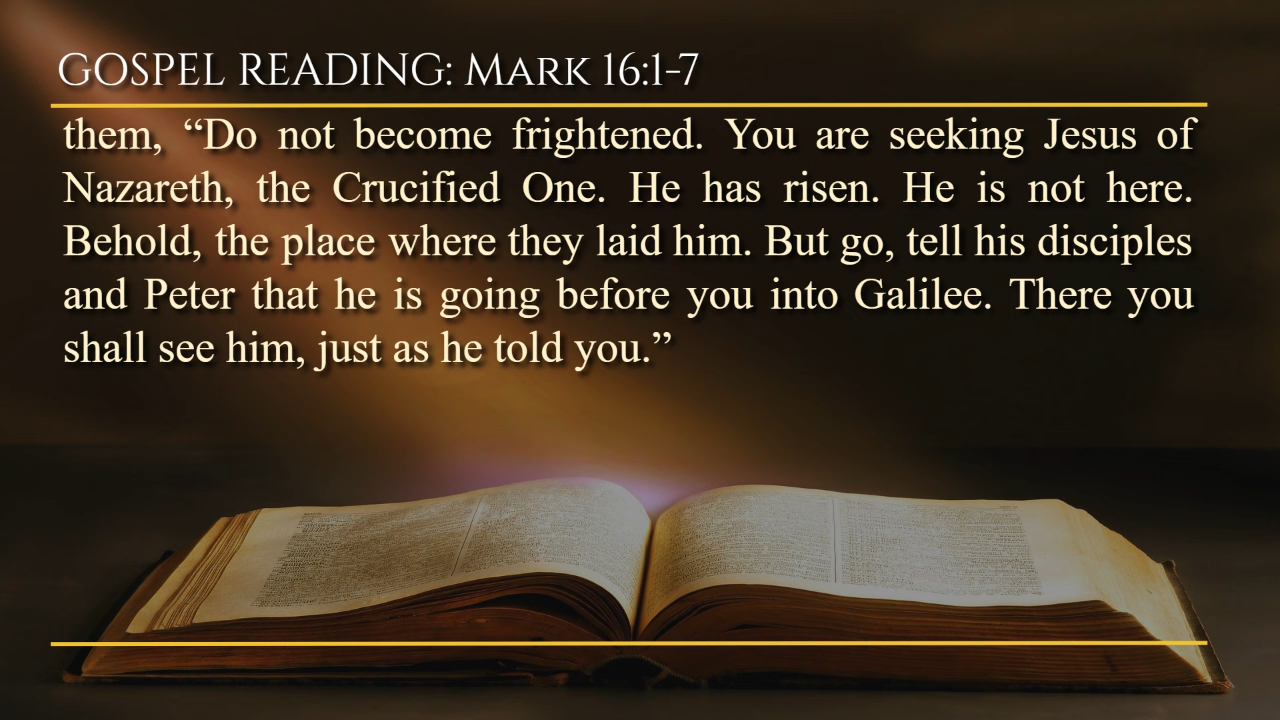 GOSPEL READING: Mark 16:1-7
them, “Do not become frightened. You are seeking Jesus of
Nazareth, the Crucified One. He has risen. He is not here.
Behold, the place where they laid him. But go, tell his disciples
and Peter that he is going before you into Galilee. There you
shall see him, just as he told you.”